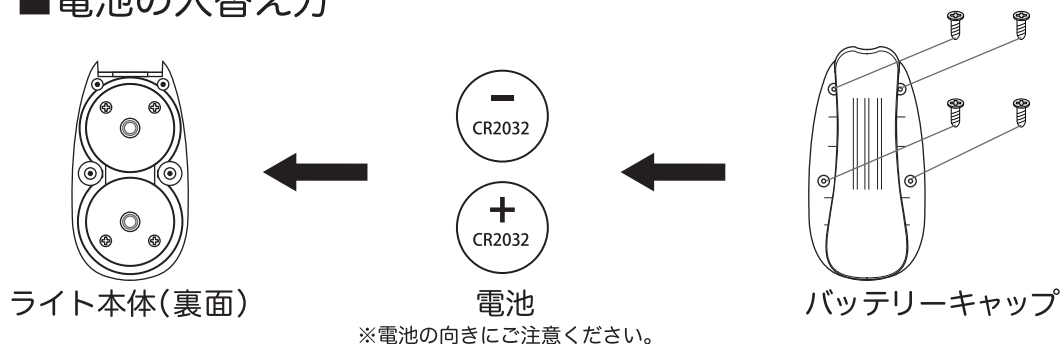 ■電池の入替え方
−
CR2032
+
CR2032
ライト本体（裏面） 電池 バッテリーキャップ
※電池の向きにご注意ください。